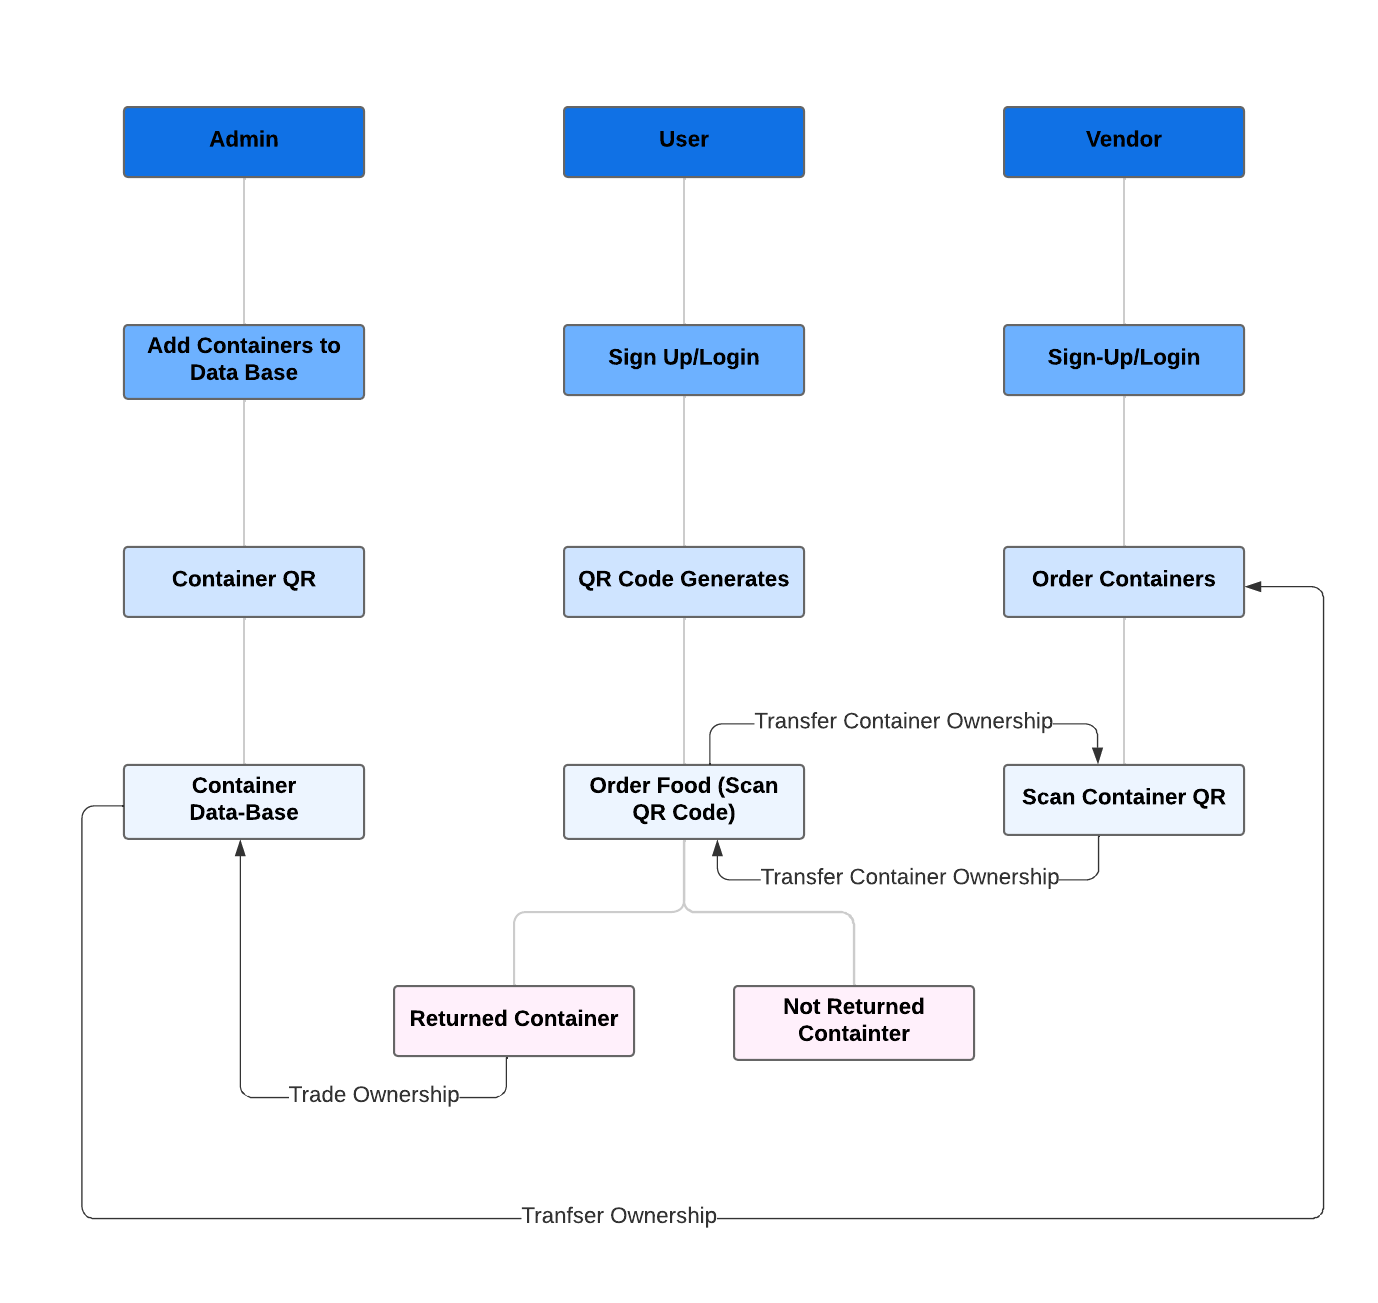 Admin
User
Vendor
Add Containers to
Data Base
Sign Up/Login
Sign-Up/Login
Container QR
QR Code Generates
Order Containers
Transfer Container Ownership
Container
Data-Base
Order Food (Scan
QR Code)
Scan Container QR
Transfer Container Ownership
Returned Container
Not Returned
Containter
Trade Ownership
Tranfser Ownership